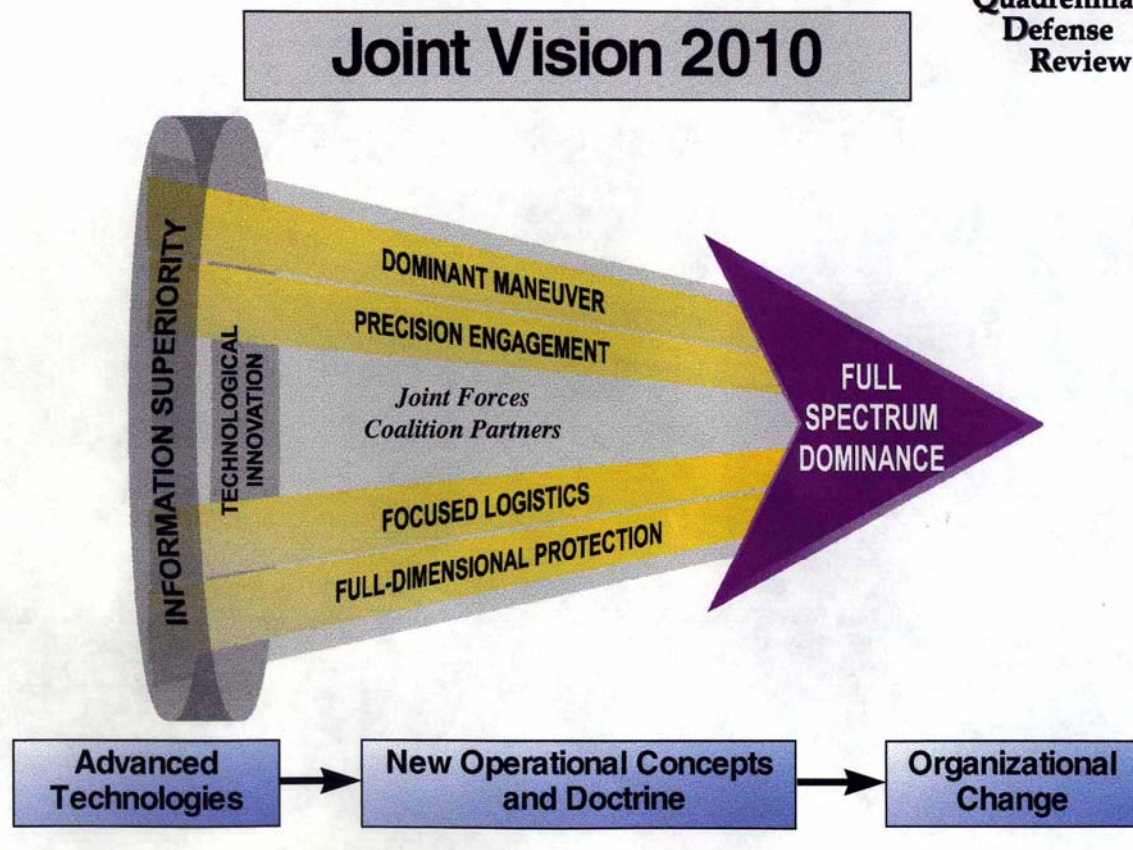 Quadrennial
Defense
Review
Joint Vision 2010
INFORMATION SUPERIORITY
TECHNOLOGICAL
INNOVATION
DOMINANT MANEUVER
PRECISION ENGAGEMENT
Joint Forces
Coalition Partners
FOCUSED LOGISTICS
FULL-DIMENSIONAL PROTECTION
FULL
SPECTRUM
DOMINANCE
Advanced
Technologies
New Operational Concepts
and Doctrine
Organizational
Change